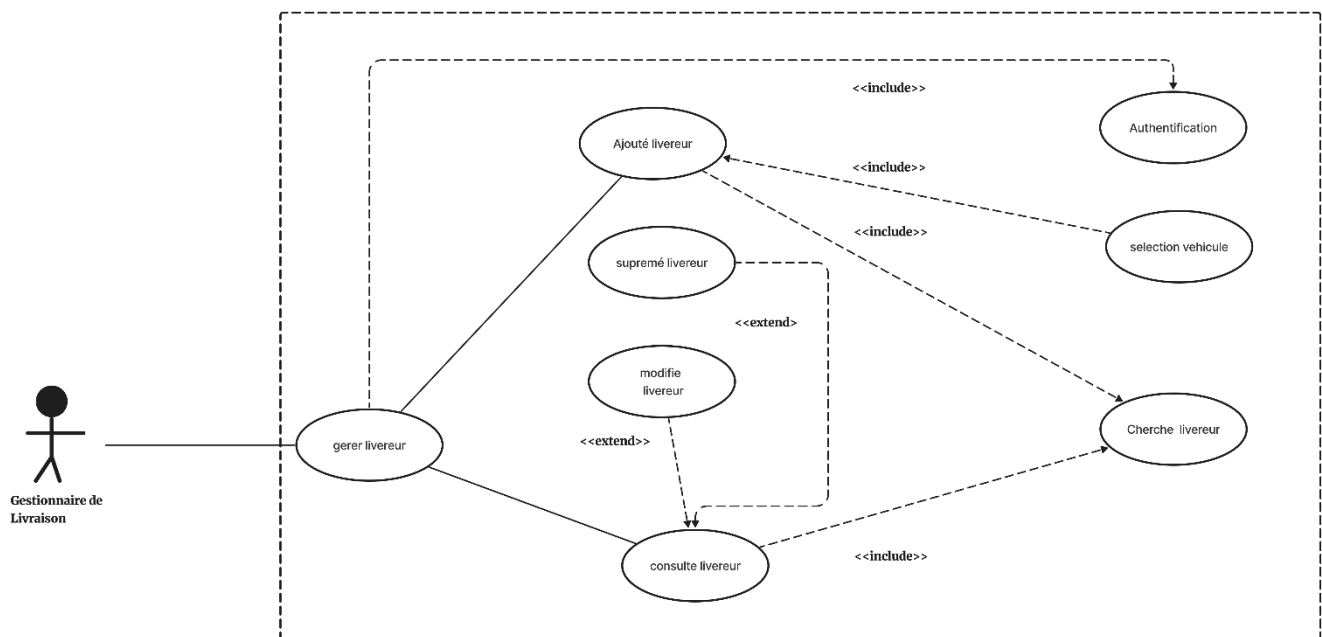 <<include>>
Authentification
Ajouté livereur
<<include>>
<<include>>
selection vehicule
supremé livereur
<<extend>
modifie
livereur
Cherche livereur
<<extend>>
gerer livereur
Gestionnaire de
Livraison
consulte livereur
<<include>>